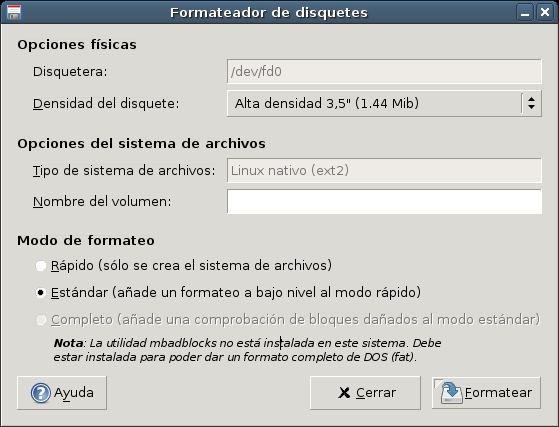 Formateador de disquetes
Opciones físicas
Disquetera: /dev/fd0
Densidad del disquete: Alta densidad 3,5" (1.44 Mib)
Opciones del sistema de archivos
Tipo de sistema de archivos: Linux nativo (ext2)
Nombre del volumen:
Modo de formateo
Rápido (sólo se crea el sistema de archivos)
Estándar (añade un formateo a bajo nivel al modo rápido)
Completo (añade una comprobación de bloques dañados al modo estándar)
Nota: La utilidad mbadblocks no está instalada en este sistema. Debe
estar instalada para poder dar un formato completo de DOS (fat).
Ayuda Cerrar Formatear